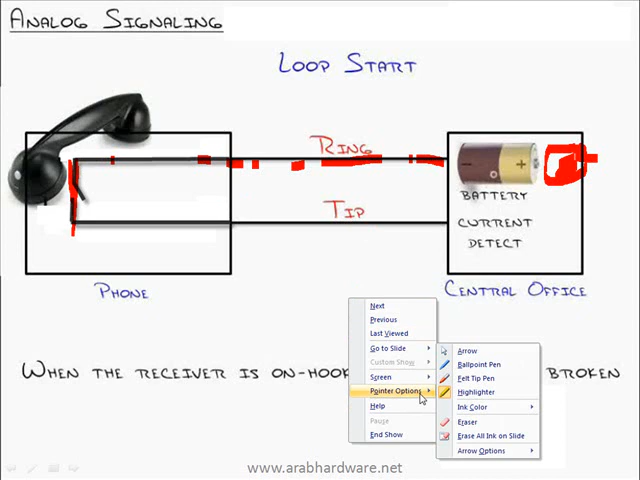 Analog Signaling
Loop Start
Ring
Tip
- +
Battery
Current
Detect
Phone
Central Office
When the receiver is on-hook
broken
Next
Previous
Last Viewed
Go to Slide
Custom Show
Screen
Pointer Options
Help
Pause
End Show
Arrow
Ballpoint Pen
Felt Tip Pen
Highlighter
Ink Color
Eraser
Erase All Ink on Slide
Arrow Options
www.arabhardware.net